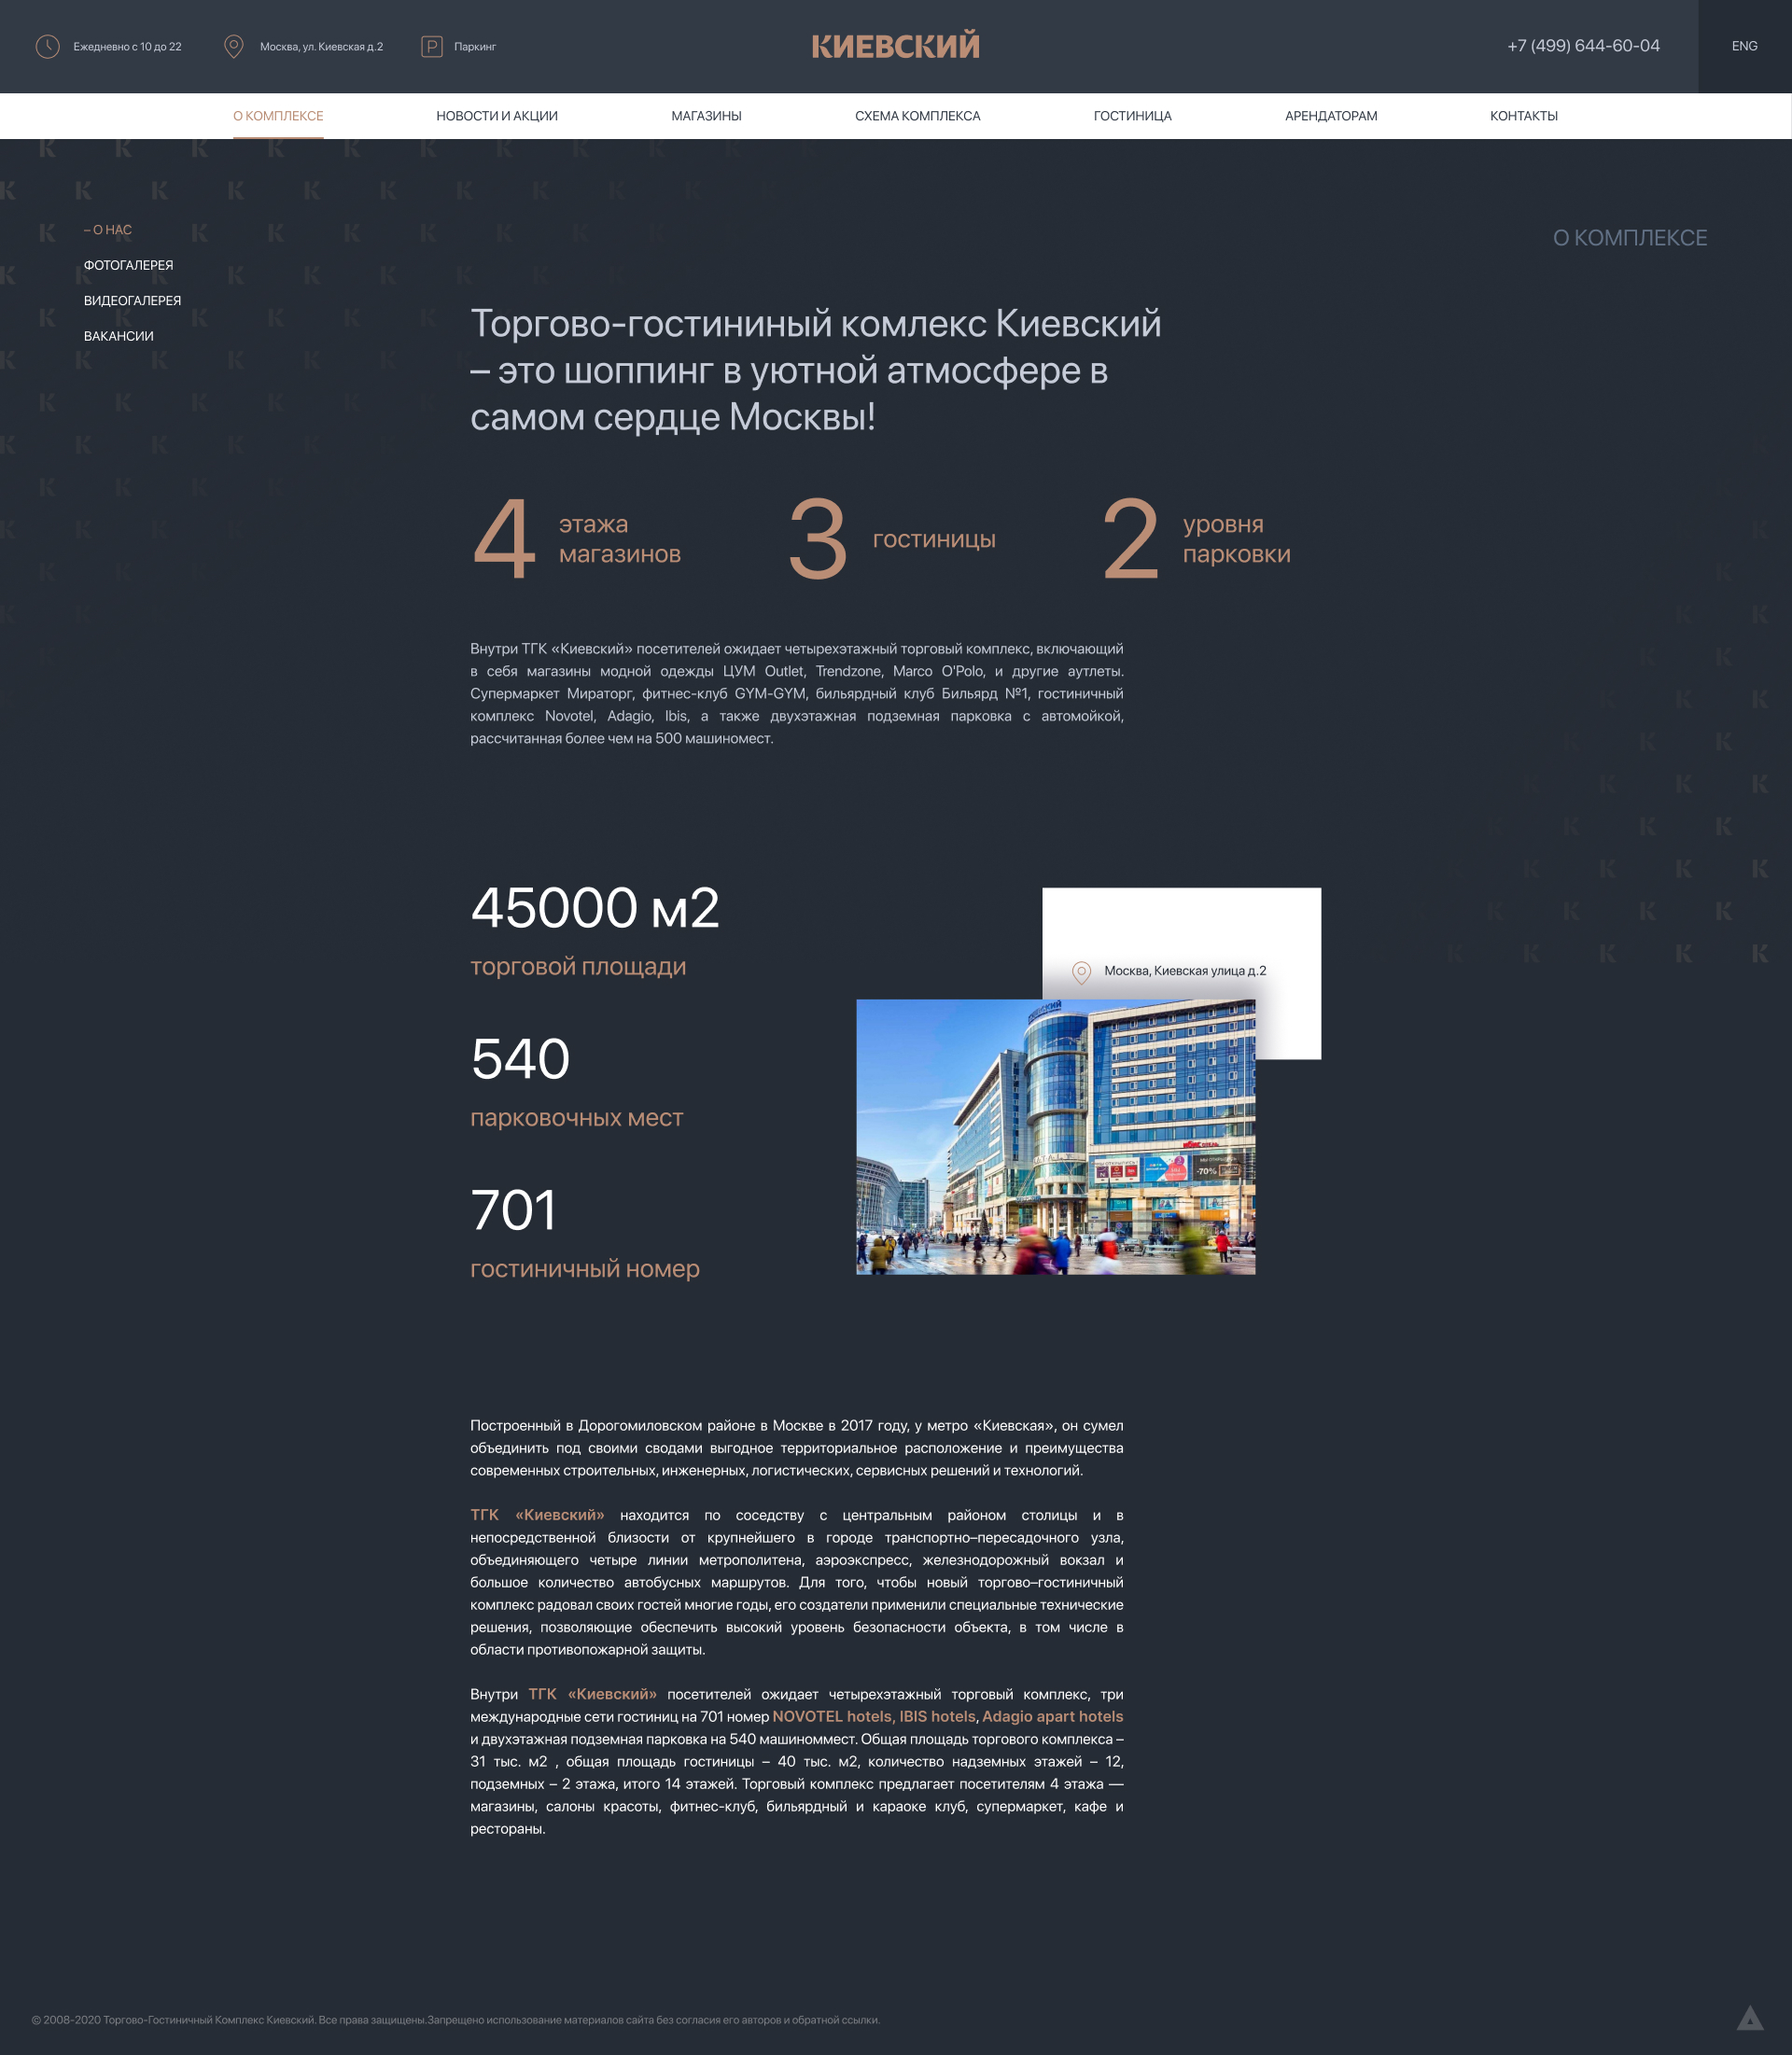 Ежедневно с 10 до 22
Москва, ул. Киевская д.2
Паркинг
КИЕВСКИЙ
+7 (499) 644-60-04
ENG
О КОМПЛЕКСЕ
НОВОСТИ И АКЦИИ
МАГАЗИНЫ
СХЕМА КОМПЛЕКСА
ГОСТИНИЦА
АРЕНДАТОРАМ
КОНТАКТЫ
– О НАС
ФОТОГАЛЕРЕЯ
ВИДЕОГАЛЕРЕЯ
ВАКАНСИИ
О КОМПЛЕКСЕ
Торгово-гостининый комлекс Киевский
– это шоппинг в уютной атмосфере в
самом сердце Москвы!
4 этажа
магазинов
3 гостиницы
2 уровня
парковки
Внутри ТГК «Киевский» посетителей ожидает четырехэтажный торговый комплекс, включающий
в себя магазины модной одежды ЦУМ Outlet, Trendzone, Marco O'Polo, и другие аутлеты.
Супермаркет Мираторг, фитнес-клуб GYM-GYM, бильярдный клуб Бильярд №1, гостиничный
комплекс Novotel, Adagio, Ibis, а также двухэтажная подземная парковка с автомойкой,
рассчитанная более чем на 500 машиномест.
45000 м2
торговой площади
540
парковочных мест
701
гостиничный номер
Москва, Киевская улица д.2
-70%
Построенный в Дорогомиловском районе в Москве в 2017 году, у метро «Киевская», он сумел
объединить под своими сводами выгодное территориальное расположение и преимущества
современных строительных, инженерных, логистических, сервисных решений и технологий.
ТГК «Киевский» находится по соседству с центральным районом столицы и в
непосредственной близости от крупнейшего в городе транспортно–пересадочного узла,
объединяющего четыре линии метрополитена, аэроэкспресс, железнодорожный вокзал и
большое количество автобусных маршрутов. Для того, чтобы новый торгово–гостиничный
комплекс радовал своих гостей многие годы, его создатели применили специальные технические
решения, позволяющие обеспечить высокий уровень безопасности объекта, в том числе в
области противопожарной защиты.
Внутри ТГК «Киевский» посетителей ожидает четырехэтажный торговый комплекс, три
международные сети гостиниц на 701 номер NOVOTEL hotels, IBIS hotels, Adagio apart hotels
и двухэтажная подземная парковка на 540 машиноммест. Общая площадь торгового комплекса –
31 тыс. м2 , общая площадь гостиницы – 40 тыс. м2, количество надземных этажей – 12,
подземных – 2 этажа, итого 14 этажей. Торговый комплекс предлагает посетителям 4 этажа —
магазины, салоны красоты, фитнес-клуб, бильярдный и караоке клуб, супермаркет, кафе и
рестораны.
© 2008-2020 Торгово-Гостиничный Комплекс Киевский. Все права защищены.Запрещено использование материалов сайта без согласия его авторов и обратной ссылки.